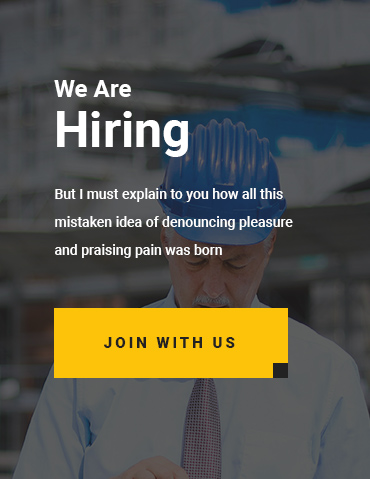 We Are
Hiring
But I must explain to you how all this
mistaken idea of denouncing pleasure
and praising pain was born
JOIN WITH US